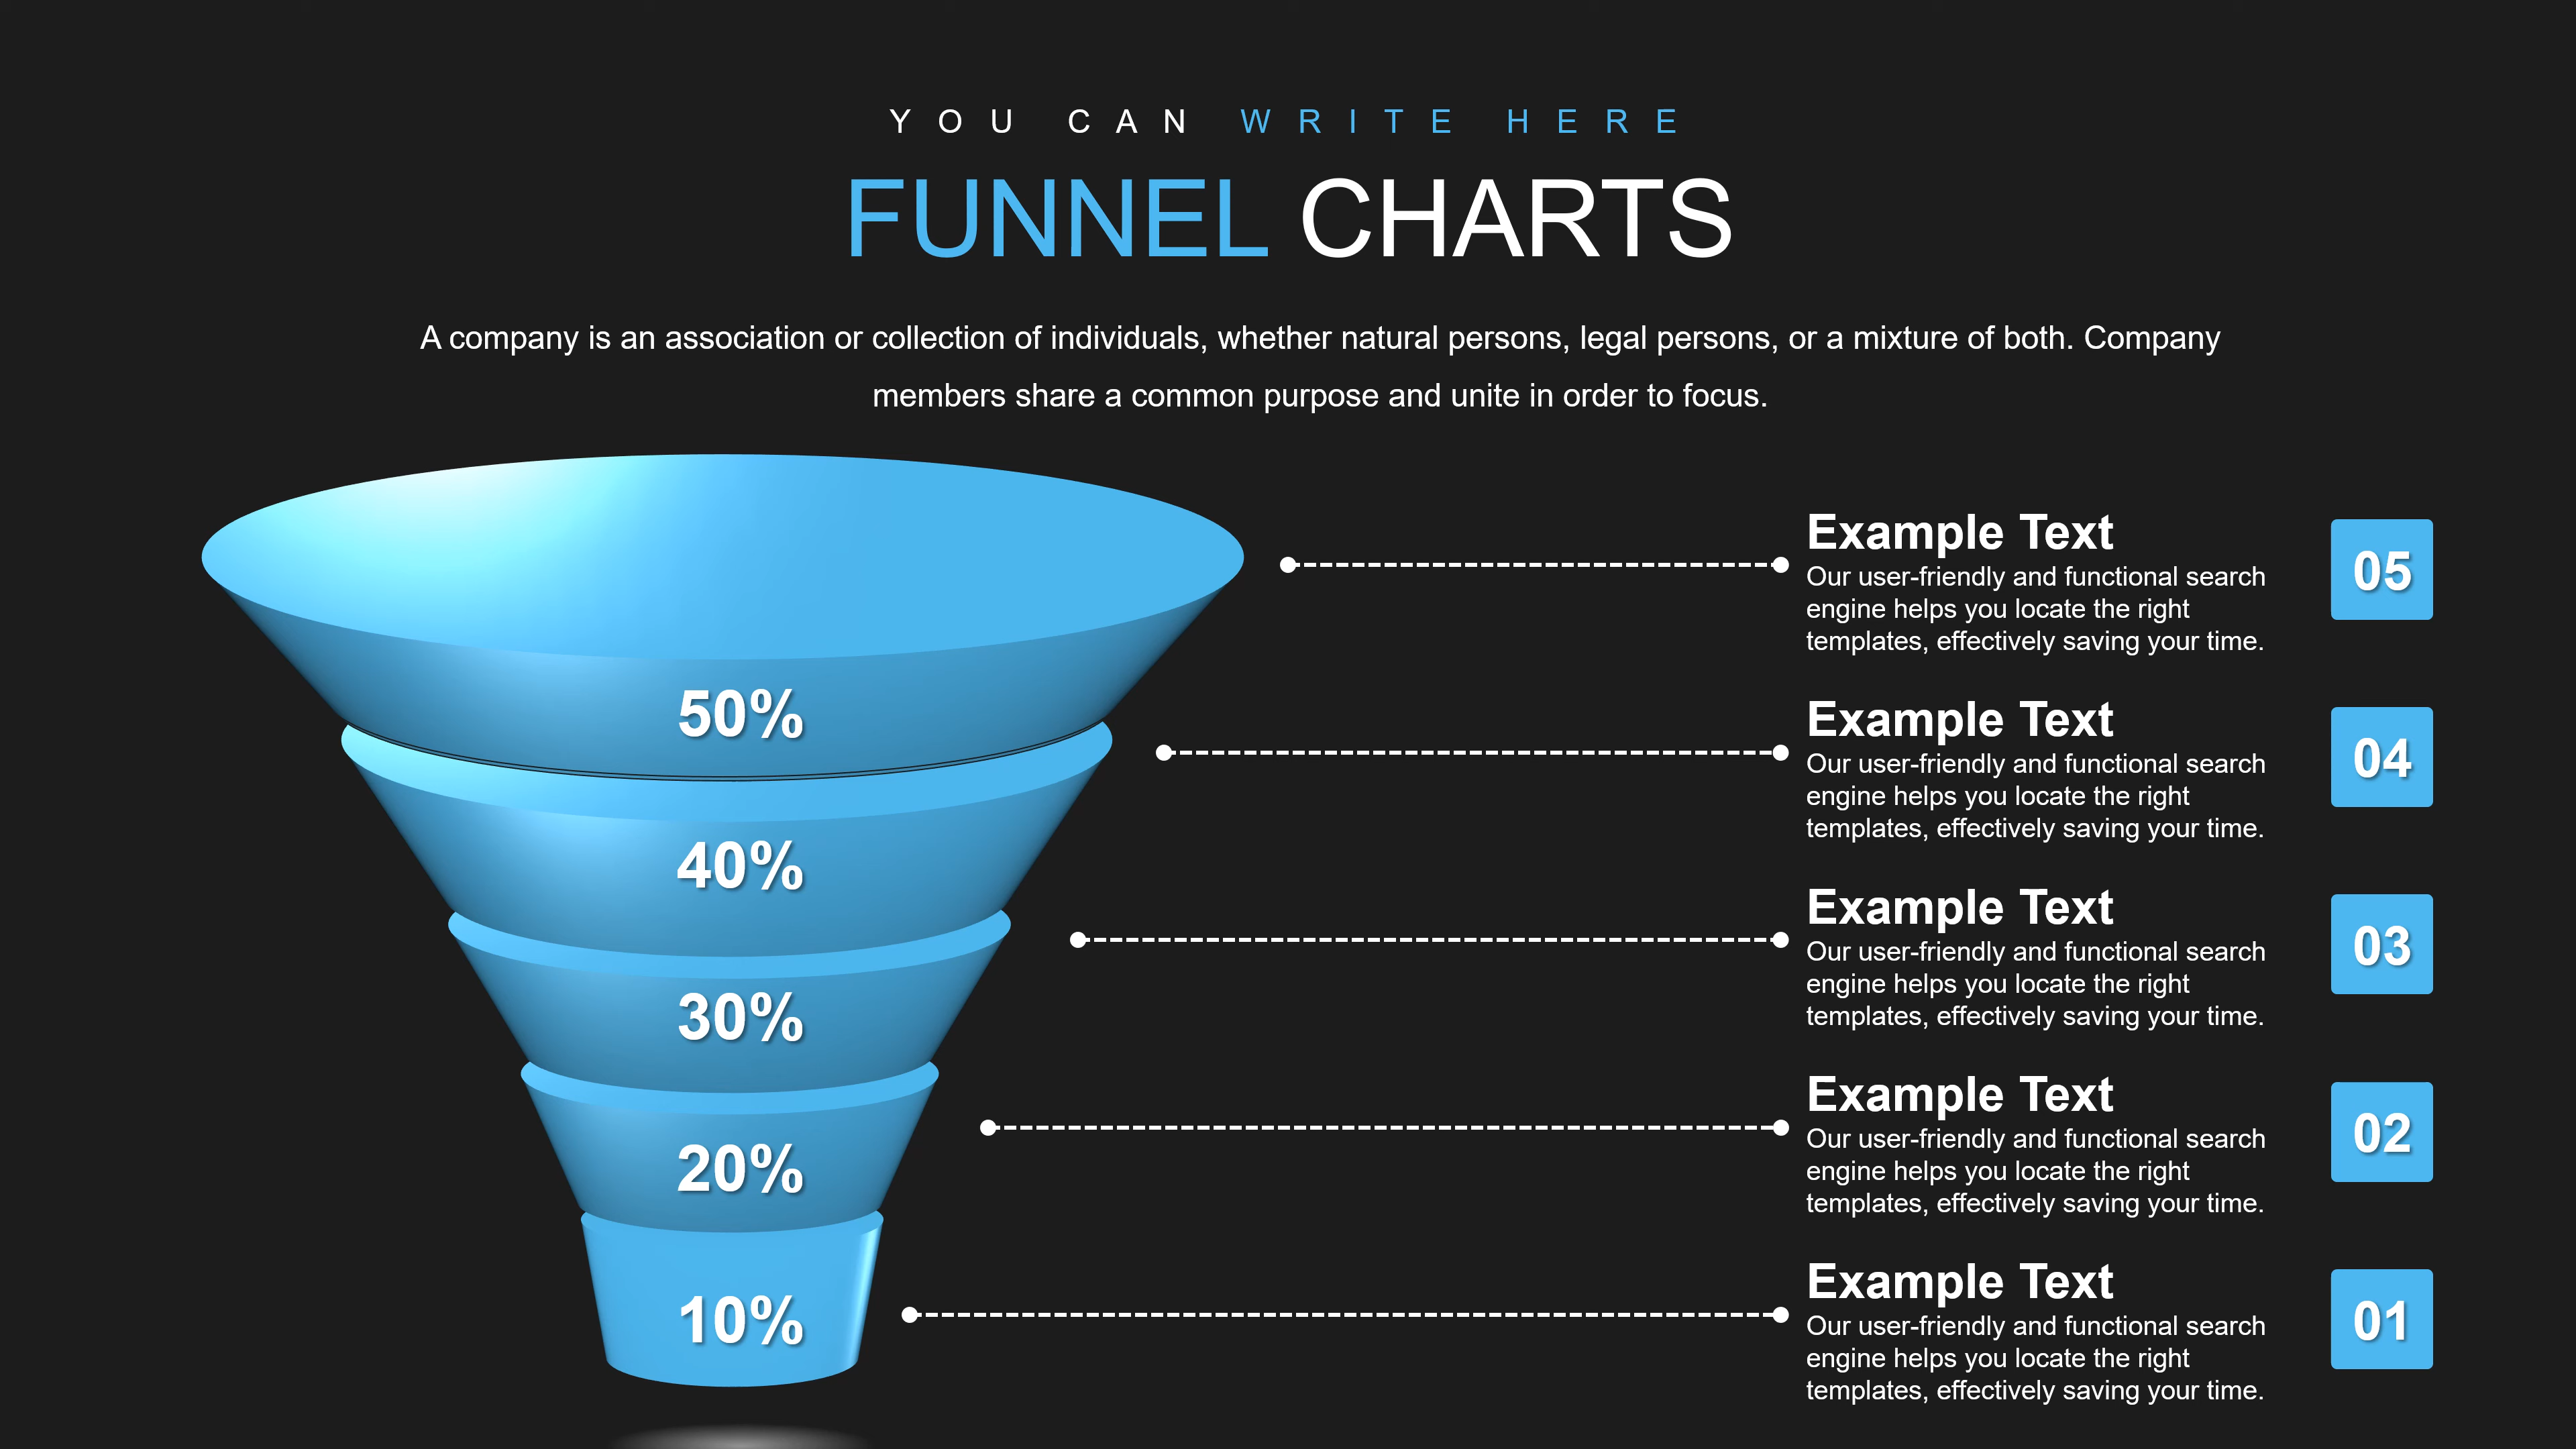 YOU CAN WRITE HERE
FUNNEL CHARTS
A company is an association or collection of individuals, whether natural persons, legal persons, or a mixture of both. Company
members share a common purpose and unite in order to focus.
50%
40%
30%
20%
10%
Example Text
Our user-friendly and functional search
engine helps you locate the right
templates, effectively saving your time.
05
Example Text
Our user-friendly and functional search
engine helps you locate the right
templates, effectively saving your time.
04
Example Text
Our user-friendly and functional search
engine helps you locate the right
templates, effectively saving your time.
03
Example Text
Our user-friendly and functional search
engine helps you locate the right
templates, effectively saving your time.
02
Example Text
Our user-friendly and functional search
engine helps you locate the right
templates, effectively saving your time.
01